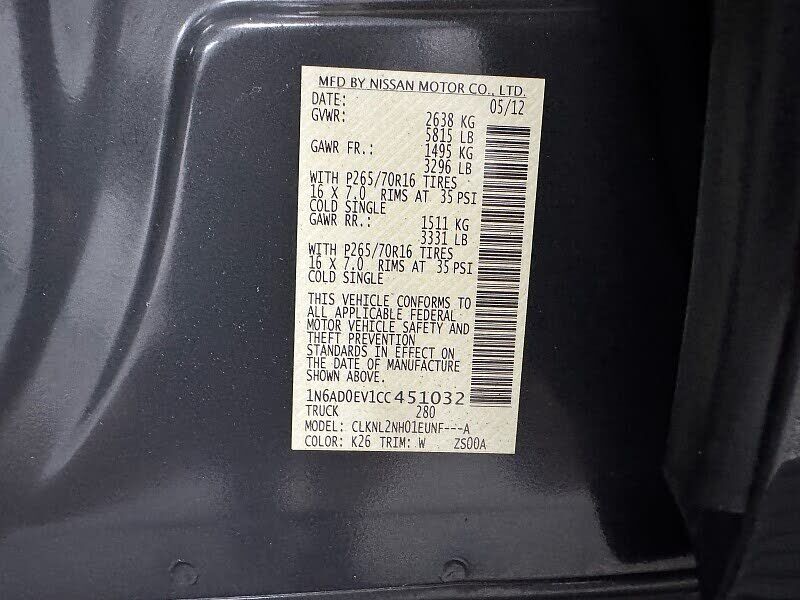 MFD BY NISSAN MOTOR CO., LTD.
DATE: 05/12
GVWR: 2638 KG
5815 LB
GAWR FR.: 1495 KG
3296 LB
WITH P265/70R16 TIRES
16 X 7.0 RIMS AT 35 PSI
COLD SINGLE
GAWR RR.: 1511 KG
3331 LB
WITH P265/70R16 TIRES
16 X 7.0 RIMS AT 35 PSI
COLD SINGLE
THIS VEHICLE CONFORMS TO
ALL APPLICABLE FEDERAL
MOTOR VEHICLE SAFETY AND
THEFT PREVENTION
STANDARDS IN EFFECT ON
THE DATE OF MANUFACTURE
SHOWN ABOVE.
1N6AD0EV1CC451032
TRUCK 280
MODEL: CLKNL2NH01EUNF---A
COLOR: K26 TRIM: W ZS00A